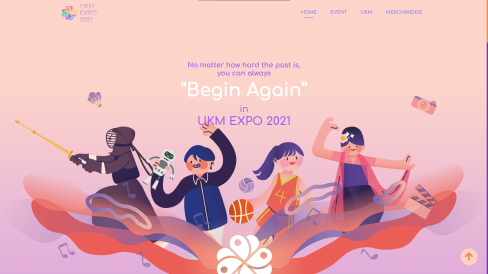 UKM
EXPO
2021
HOME
EVENT
UKM
MERCHANDISE
No matter how hard the past is,
you can always
“Begin Again”
in
UKM EXPO 2021